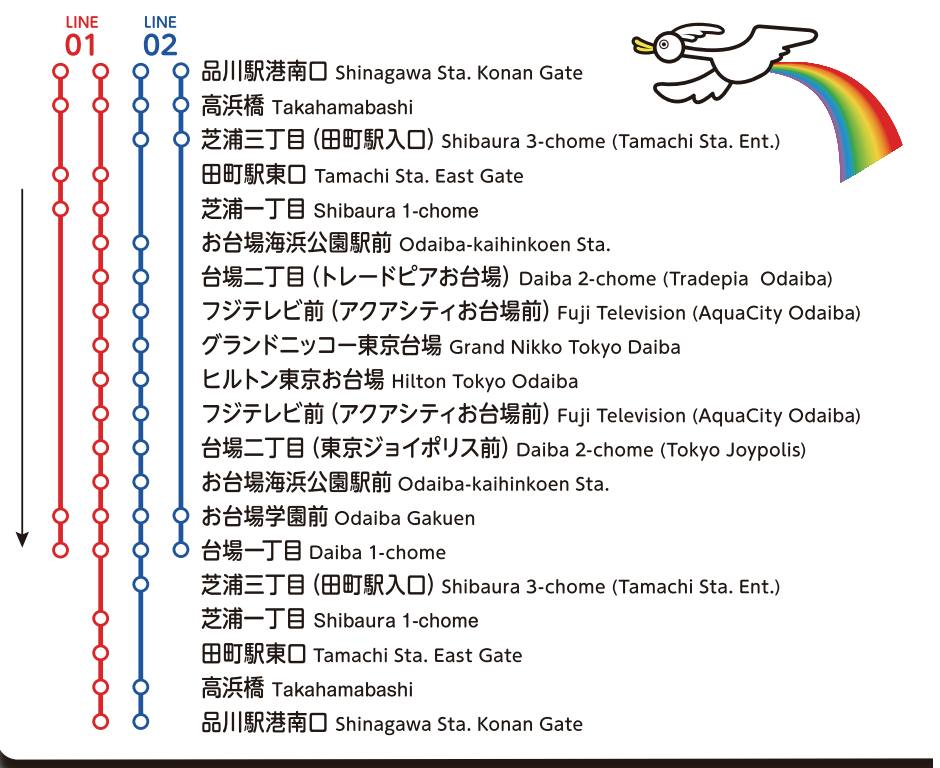 LINE LINE
01 02
品川駅港南口 Shinagawa Sta. Konan Gate
高浜橋 Takahamabashi
芝浦三丁目（田町駅入口） Shibaura 3-chome (Tamachi Sta. Ent.)
田町駅東口 Tamachi Sta. East Gate
芝浦一丁目 Shibaura 1-chome
お台場海浜公園駅前 Odaiba-kaihinkoen Sta.
台場二丁目（トレードピアお台場） Daiba 2-chome (Tradepia Odaiba)
フジテレビ前（アクアシティお台場前） Fuji Television (AquaCity Odaiba)
グランドニッコー東京台場 Grand Nikko Tokyo Daiba
ヒルトン東京お台場 Hilton Tokyo Odaiba
フジテレビ前（アクアシティお台場前） Fuji Television (AquaCity Odaiba)
台場二丁目（東京ジョイポリス前） Daiba 2-chome (Tokyo Joypolis)
お台場海浜公園駅前 Odaiba-kaihinkoen Sta.
お台場学園前 Odaiba Gakuen
台場一丁目 Daiba 1-chome
芝浦三丁目（田町駅入口） Shibaura 3-chome (Tamachi Sta. Ent.)
芝浦一丁目 Shibaura 1-chome
田町駅東口 Tamachi Sta. East Gate
高浜橋 Takahamabashi
品川駅港南口 Shinagawa Sta. Konan Gate